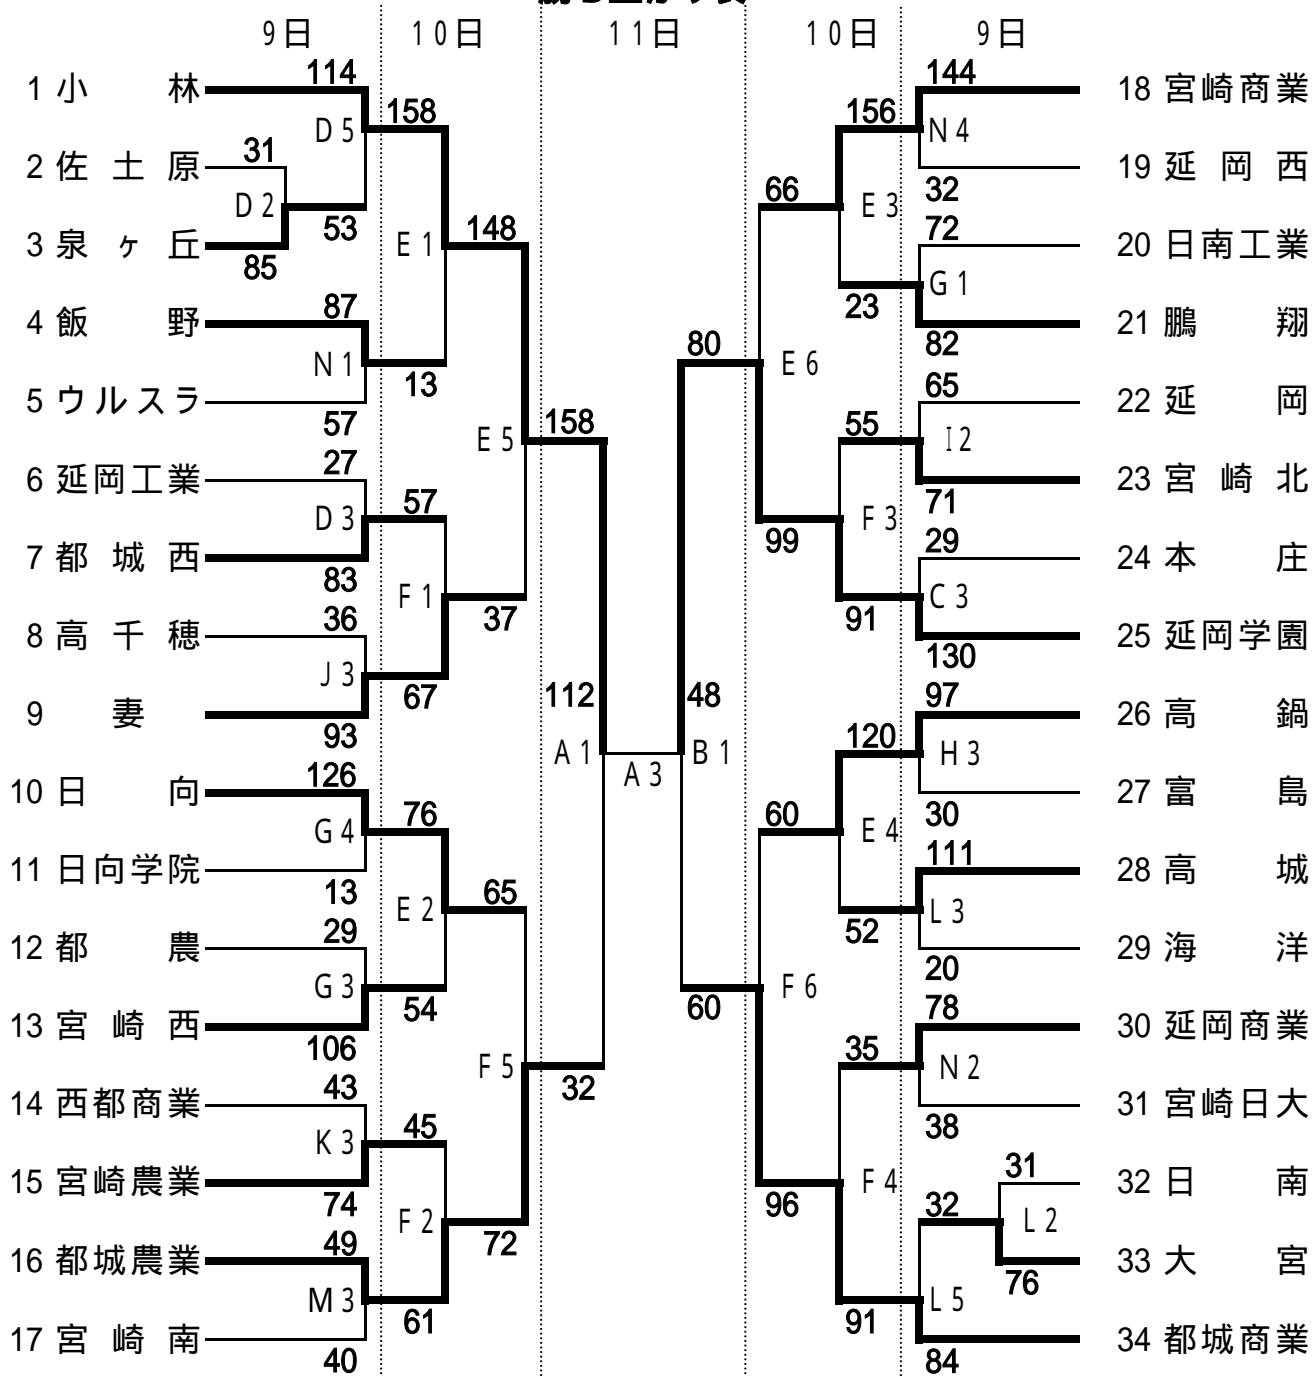 9日 10日 11日 10日 9日
114 144
1 小林 158 156 18 宮崎商業
D5 N4
31
2 佐土原 66 19 延岡西
D2 53 E3 32
148 72
3 泉ヶ丘 E1 20 日南工業
85 G1
87 23
4 飯野 80 21 鵬翔
N1 13 E6 82
65
5 ウルスラ 22 延岡
57 158 55
27 E5 I2
6 延岡工業 57 23 宮崎北
D3 F3 71
99 29
7 都城西 24 本庄
83 F1 C3
36 37 91
8 高千穂 25 延岡学園
J3 67 130
112 48 97
9 妻 26 高鍋
93 A1 A3 B1 120 H3
126
10 日向 76 60 27 富島
G4 E4 30
111
11 日向学院 65 28 高城
13 E2 L3
29 52
12 都農 29 海洋
G3 54 60 F6 20
78
13 宮崎西 30 延岡商業
106 F5 32 35 N2
43
14 西都商業 45 31 宮崎日大
K3 38
31
15 宮崎農業 96 F4 32 32 日南
74 F2 72 L2
49
16 都城農業 33 大宮
M3 61 91 L5 76
17 宮崎南 34 都城商業
40 84